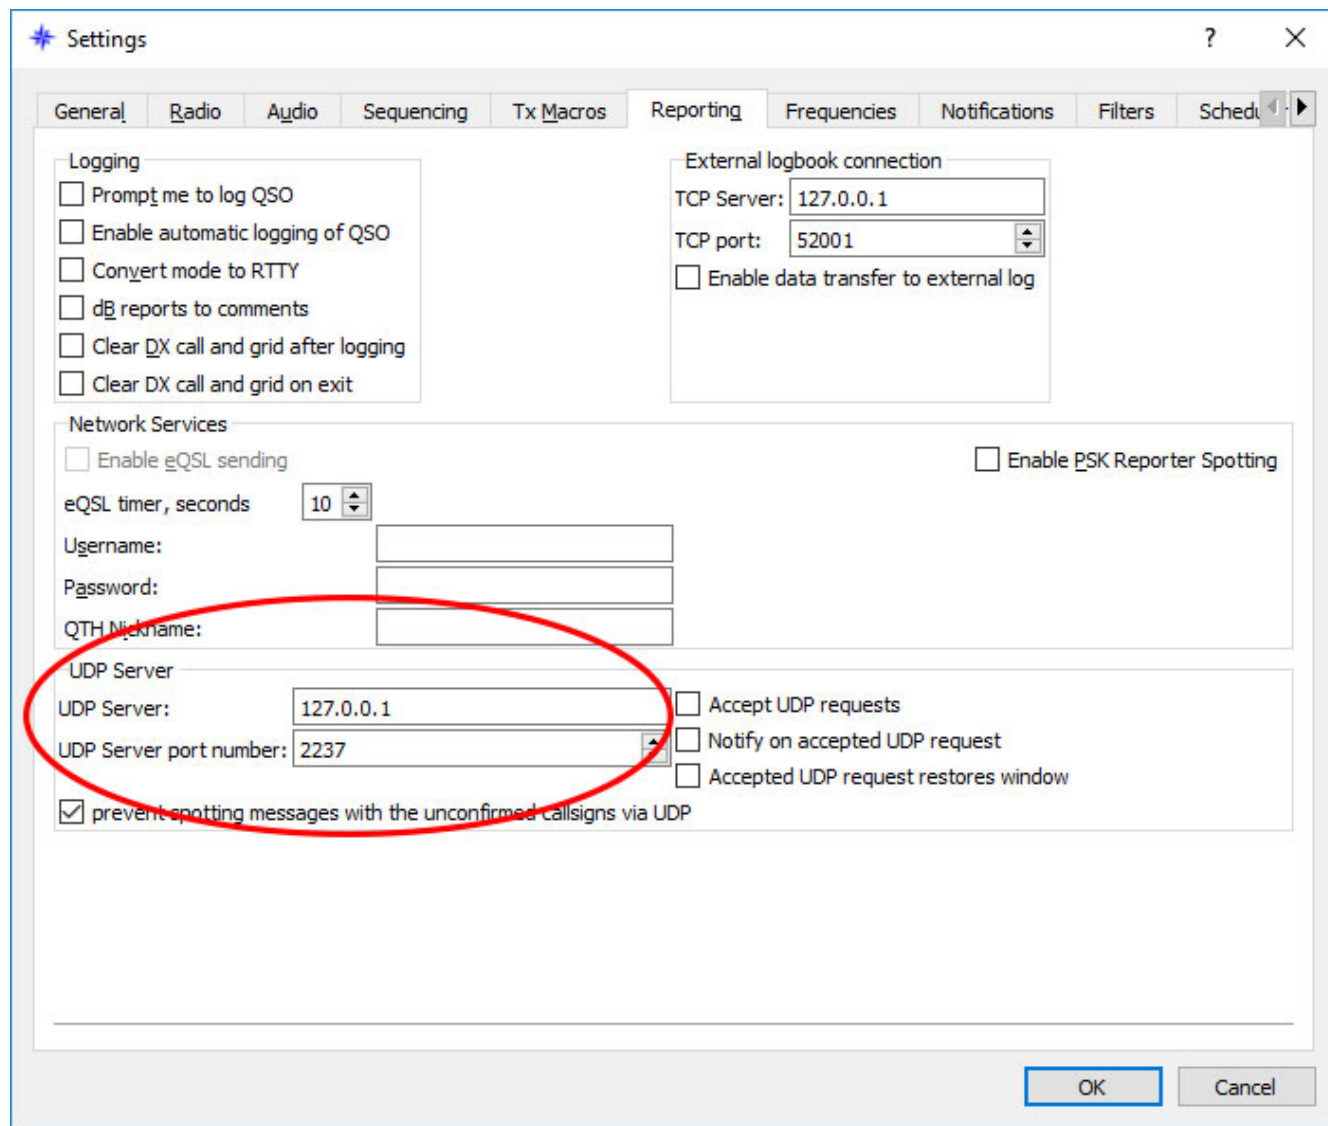 Settings ?
General Radio Audio Sequencing Tx Macros Reporting Frequencies Notifications Filters
Logging
Prompt me to log QSO
Enable automatic logging of QSO
Convert mode to RTTY
dB reports to comments
Clear DX call and grid after logging
Clear DX call and grid on exit
External logbook connection
TCP Server: 127.0.0.1
TCP port: 52001
Enable data transfer to external log
Network Services
Enable eQSL sending
Enable PSK Reporter Spotting
eQSL timer, seconds 10
Username:
Password:
QTH Nickname:
UDP Server
UDP Server: 127.0.0.1
UDP Server port number: 2237
Accept UDP requests
Notify on accepted UDP request
Accepted UDP request restores window
prevent spotting messages with the unconfirmed callsigns via UDP
OK Cancel